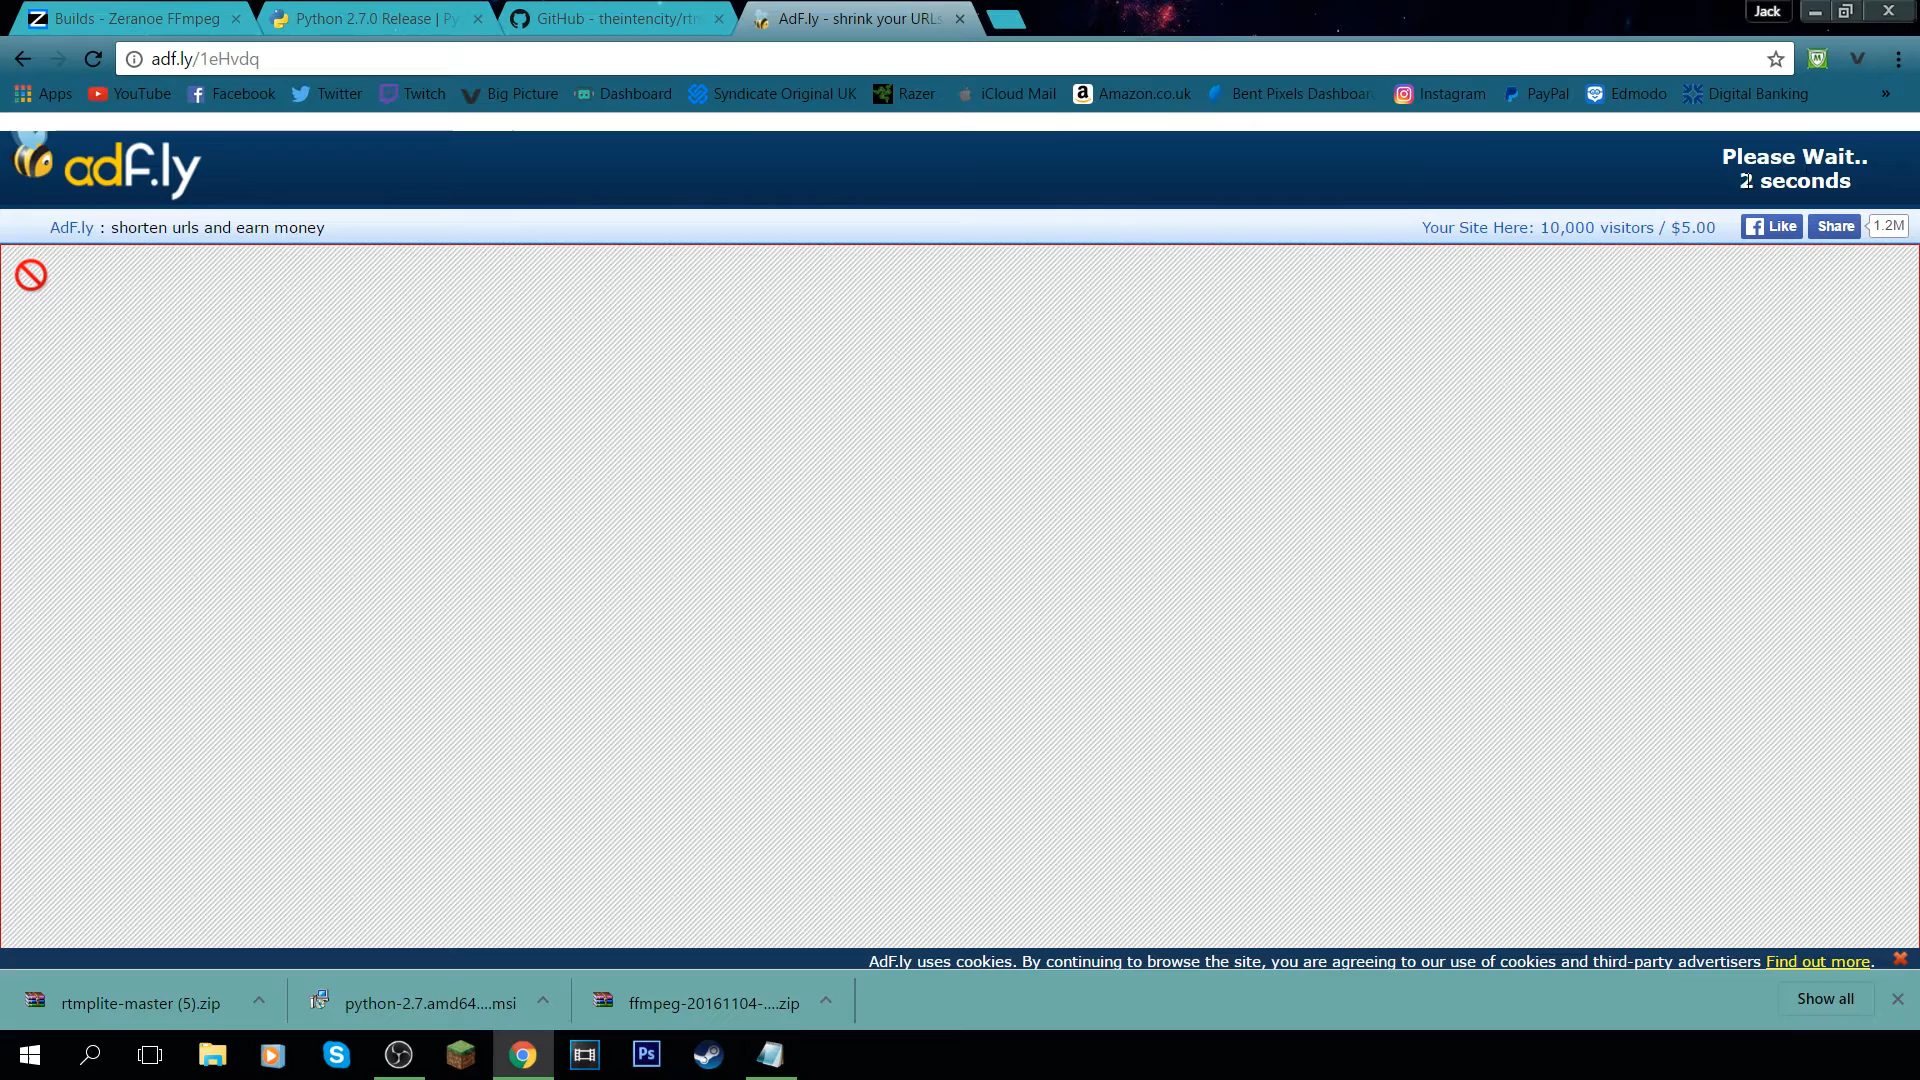 Builds - Zeranoe FFmpeg
Python 2.7.0 Release | Py
GitHub - theintencity/rtm
AdF.ly - shrink your URLs
Jack
adf.ly/1eHvdq
Apps
YouTube
Facebook
Twitter
Twitch
Big Picture
Dashboard
Syndicate Original UK
Razer
iCloud Mail
Amazon.co.uk
Bent Pixels Dashboar
Instagram
PayPal
Edmodo
Digital Banking
»
adf.ly
Please Wait..
2 seconds
AdF.ly : shorten urls and earn money
Your Site Here: 10,000 visitors / $5.00
Like
Share
1.2M
AdF.ly uses cookies. By continuing to browse the site, you are agreeing to our use of cookies and third-party advertisers Find out more.
rtmplite-master (5).zip
python-2.7.amd64....msi
ffmpeg-20161104-....zip
Show all
Ps